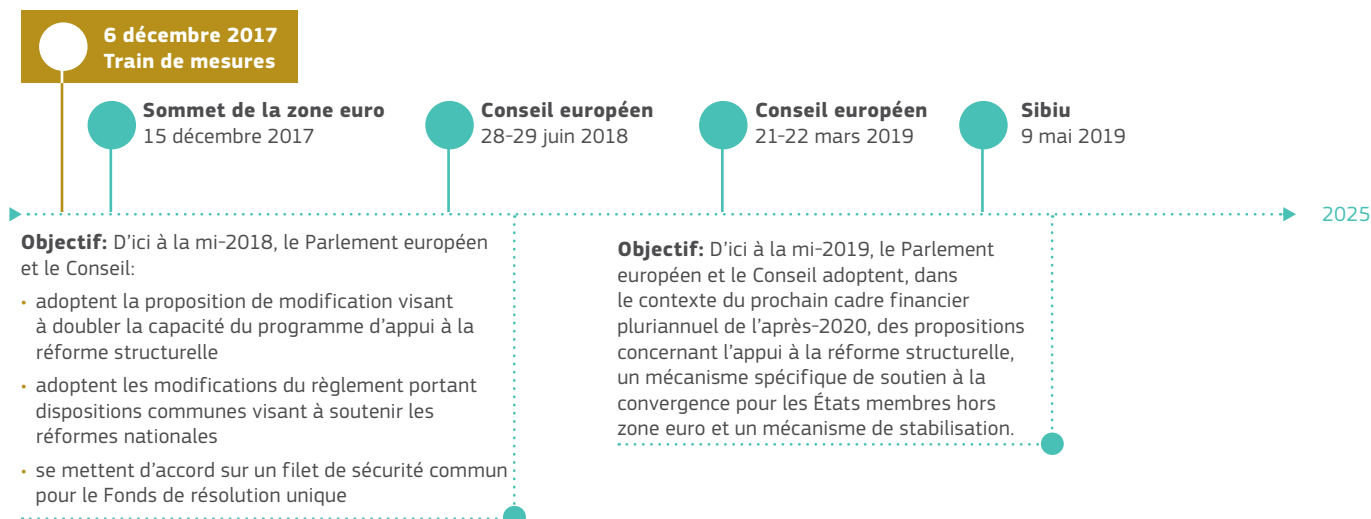 6 décembre 2017
Train de mesures
Sommet de la zone euro
15 décembre 2017
Conseil européen
28-29 juin 2018
Conseil européen
21-22 mars 2019
Sibiu
9 mai 2019
2025
Objectif: D'ici à la mi-2018, le Parlement européen
et le Conseil:
• adoptent la proposition de modification visant
à doubler la capacité du programme d'appui à la
réforme structurelle
• adoptent les modifications du règlement portant
dispositions communes visant à soutenir les
réformes nationales
• se mettent d'accord sur un filet de sécurité commun
pour le Fonds de résolution unique
Objectif: D'ici à la mi-2019, le Parlement
européen et le Conseil adoptent, dans
le contexte du prochain cadre financier
pluriannuel de l'après-2020, des propositions
concernant l'appui à la réforme structurelle,
un mécanisme spécifique de soutien à la
convergence pour les États membres hors
zone euro et un mécanisme de stabilisation.